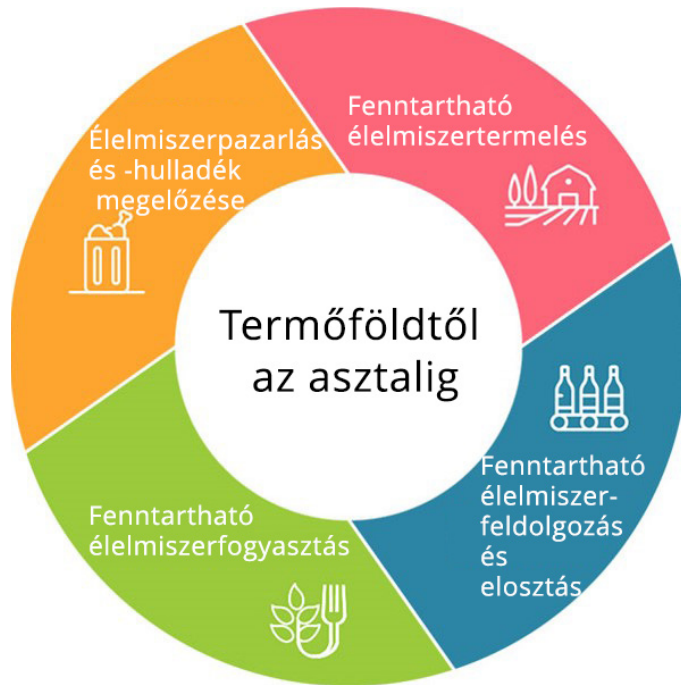 Fenntartható
élelmiszertermelés
Élelmiszerpazarlás
és -hulladék
megelőzése
Termőföldtől
az asztalig
Fenntartható
élelmiszer-
feldolgozás
és
elosztás
Fenntartható
élelmiszerfogyasztás